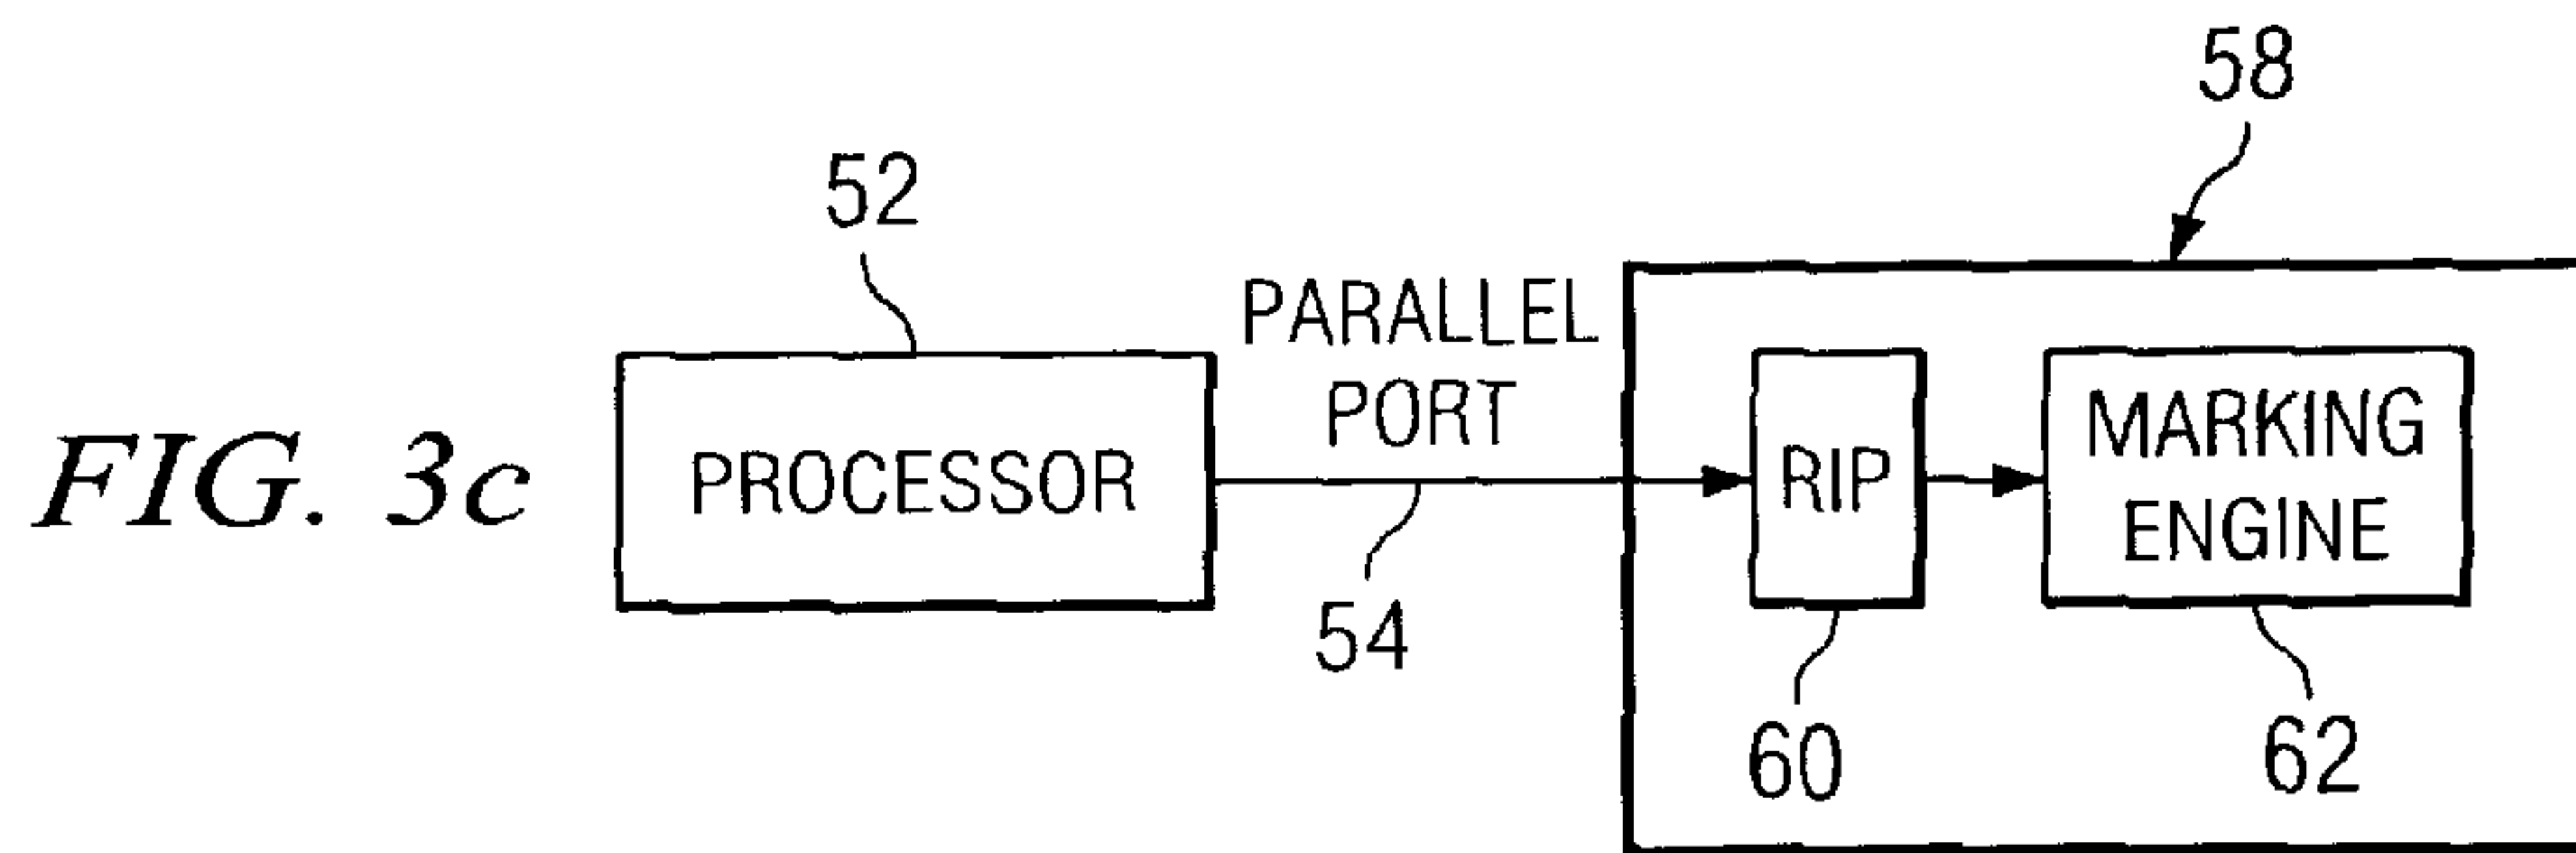 58
52
PARALLEL
PORT
FIG. 3c
PROCESSOR
RIP
MARKING
ENGINE
54
60
62